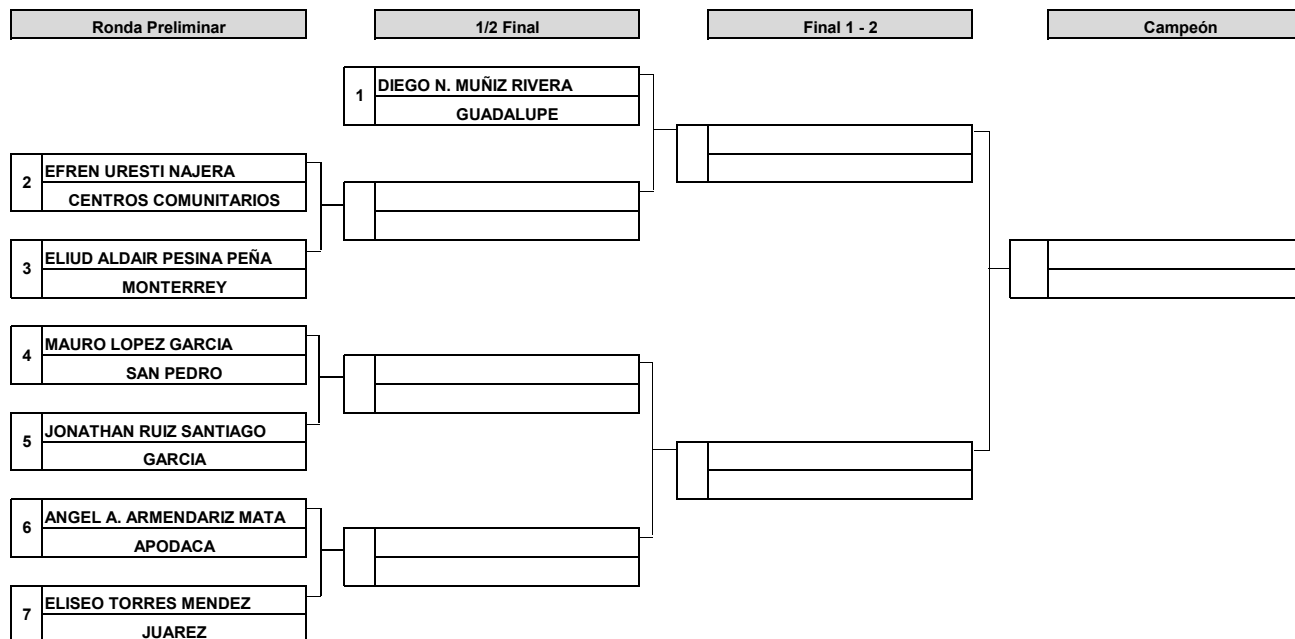 Ronda Preliminar
1/2 Final
Final 1 - 2
Campeón
1
DIEGO N. MUÑIZ RIVERA
GUADALUPE
2
EFREN URESTI NAJERA
CENTROS COMUNITARIOS
3
ELIUD ALDAIR PESINA PEÑA
MONTERREY
4
MAURO LOPEZ GARCIA
SAN PEDRO
5
JONATHAN RUIZ SANTIAGO
GARCIA
6
ANGEL A. ARMENDARIZ MATA
APODACA
7
ELISEO TORRES MENDEZ
JUAREZ